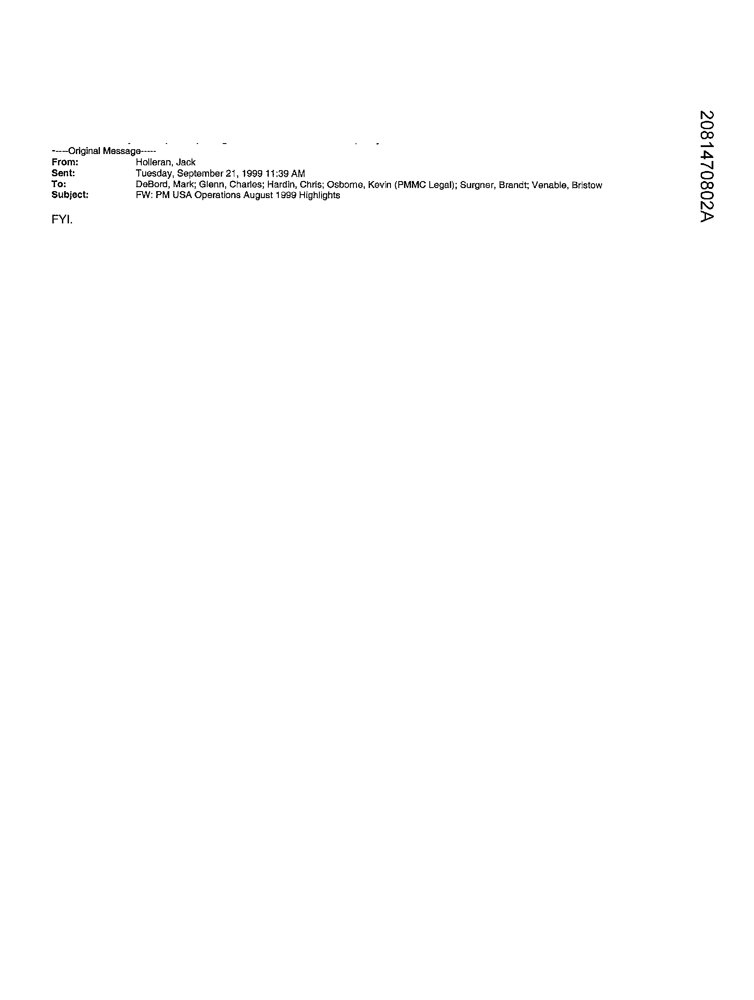 -----Original Message-----
From: Holleran, Jack
Sent: Tuesday, September 21, 1999 11:39 AM
To: DeBord, Mark; Glenn, Charles; Hardin, Chris; Osborne, Kevin (PMMC Legal); Surgner, Brandt; Venable, Bristow
Subject: FW: PM USA Operations August 1999 Highlights
FYI.
2081470802A